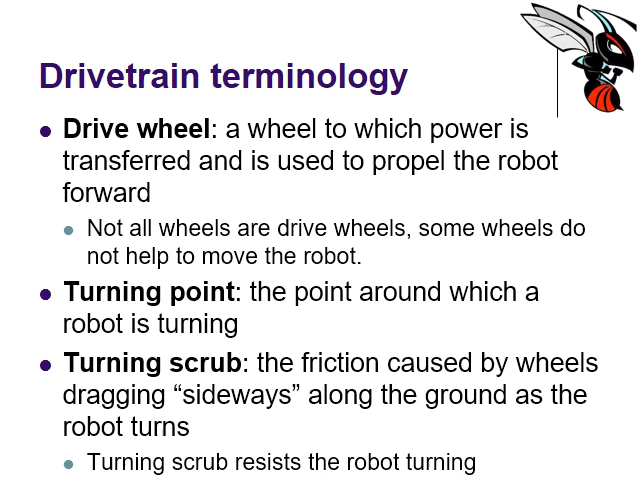 Drivetrain terminology
Drive wheel: a wheel to which power is
transferred and is used to propel the robot
forward
Not all wheels are drive wheels, some wheels do
not help to move the robot.
Turning point: the point around which a
robot is turning
Turning scrub: the friction caused by wheels
dragging “sideways” along the ground as the
robot turns
Turning scrub resists the robot turning